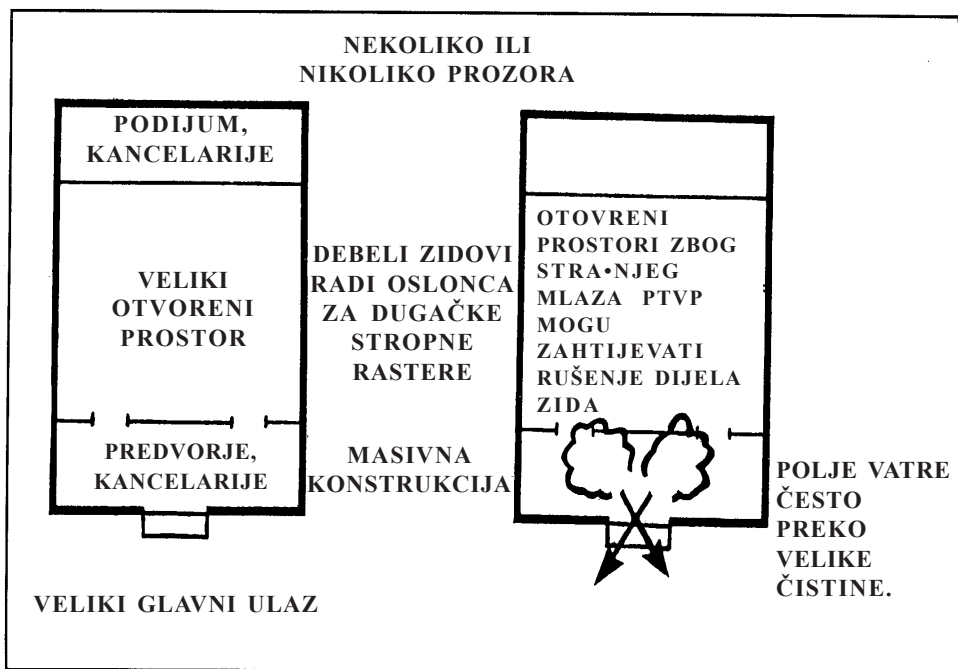 NEKOLIKO ILI
NIKOLIKO PROZORA
PODIJUM,
KANCELARIJE
VELIKI
OTVORENI
PROSTOR
PREDVORJE,
KANCELARIJE
VELIKI GLAVNI ULAZ
DEBELI ZIDOVI
RADI OSLONCA
ZA DUGAČKE
STROPNE
RASTERE
MASIVNA
KONSTRUKCIJA
OTOVRENI
PROSTORI ZBOG
STRA•NJEG
MLAZA PTVP
MOGU
ZAHTIJEVATI
RUŠENJE DIJELA
ZIDA
POLJE VATRE
ČESTO
PREKO
VELIKE
ČISTINE.